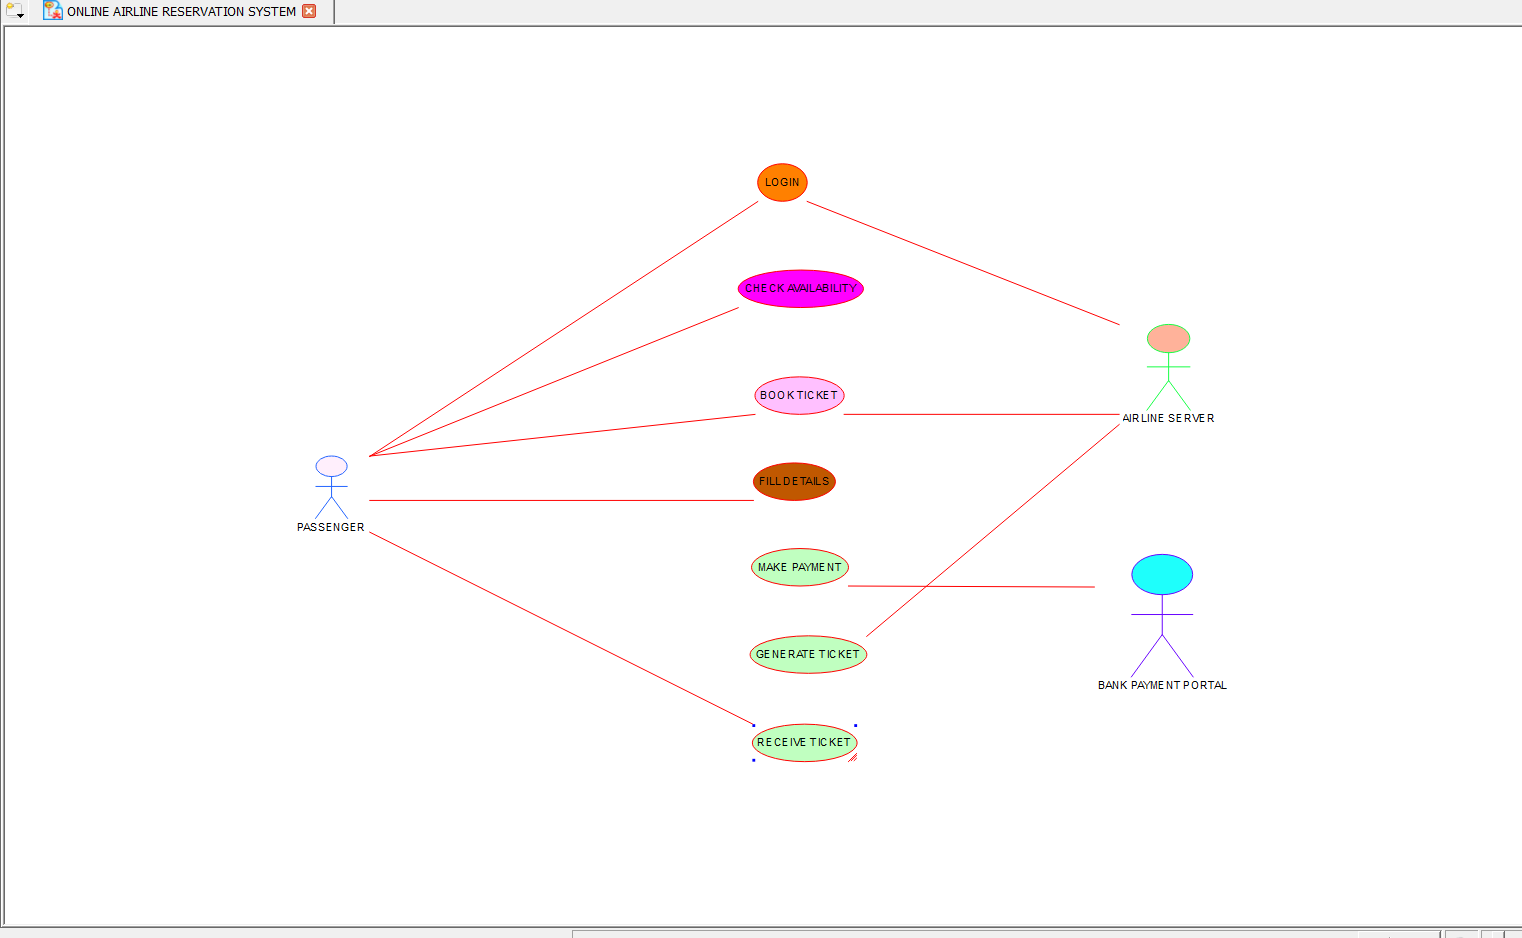 ONLINE AIRLINE RESERVATION SYSTEM
LOGIN
CHECK AVAILABILITY
BOOK TICKET
AIRLINE SERVER
FILL DETAILS
PASSENGER
MAKE PAYMENT
GENERATE TICKET
BANK PAYMENT PORTAL
RECEIVE TICKET